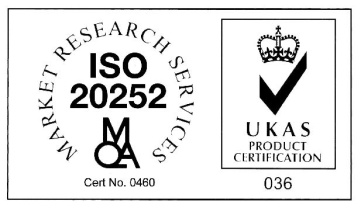 MARKET RESEARCH SERVICES
ISO
20252
MQA
Cert No. 0460
UKAS
PRODUCT
CERTIFICATION
036